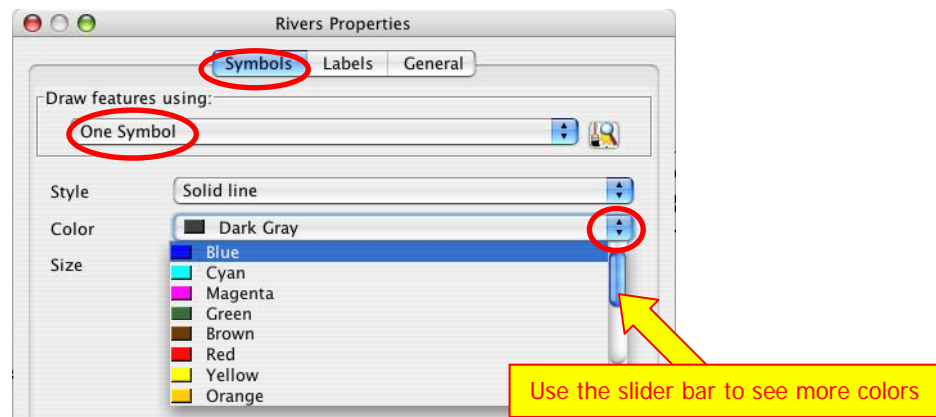 Rivers Properties
Symbols Labels General
Draw features using:
One Symbol
Style Solid line
Color Dark Gray
Size
Blue
Cyan
Magenta
Green
Brown
Red
Yellow
Orange
Use the slider bar to see more colors